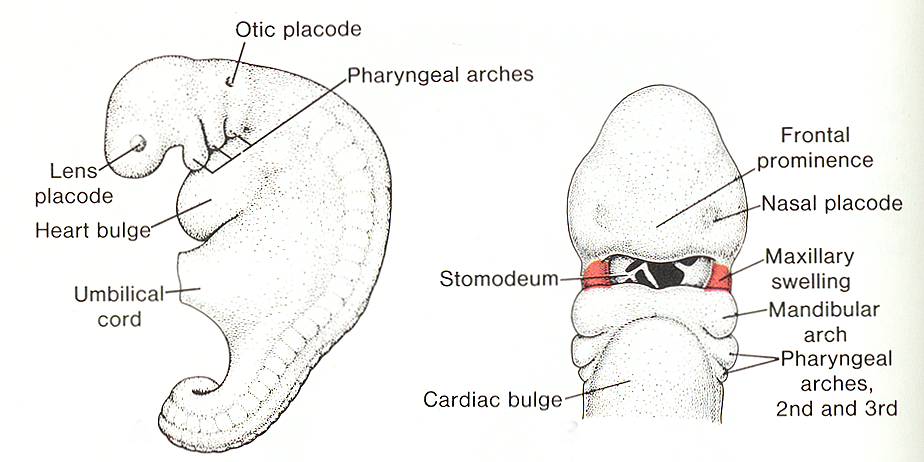 Otic placode
Pharyngeal arches
Lens
placode
Heart bulge
Umbilical
cord
Frontal
prominence
Nasal placode
Stomodeum
Maxillary
swelling
Mandibular
arch
Pharyngeal
arches,
2nd and 3rd
Cardiac bulge